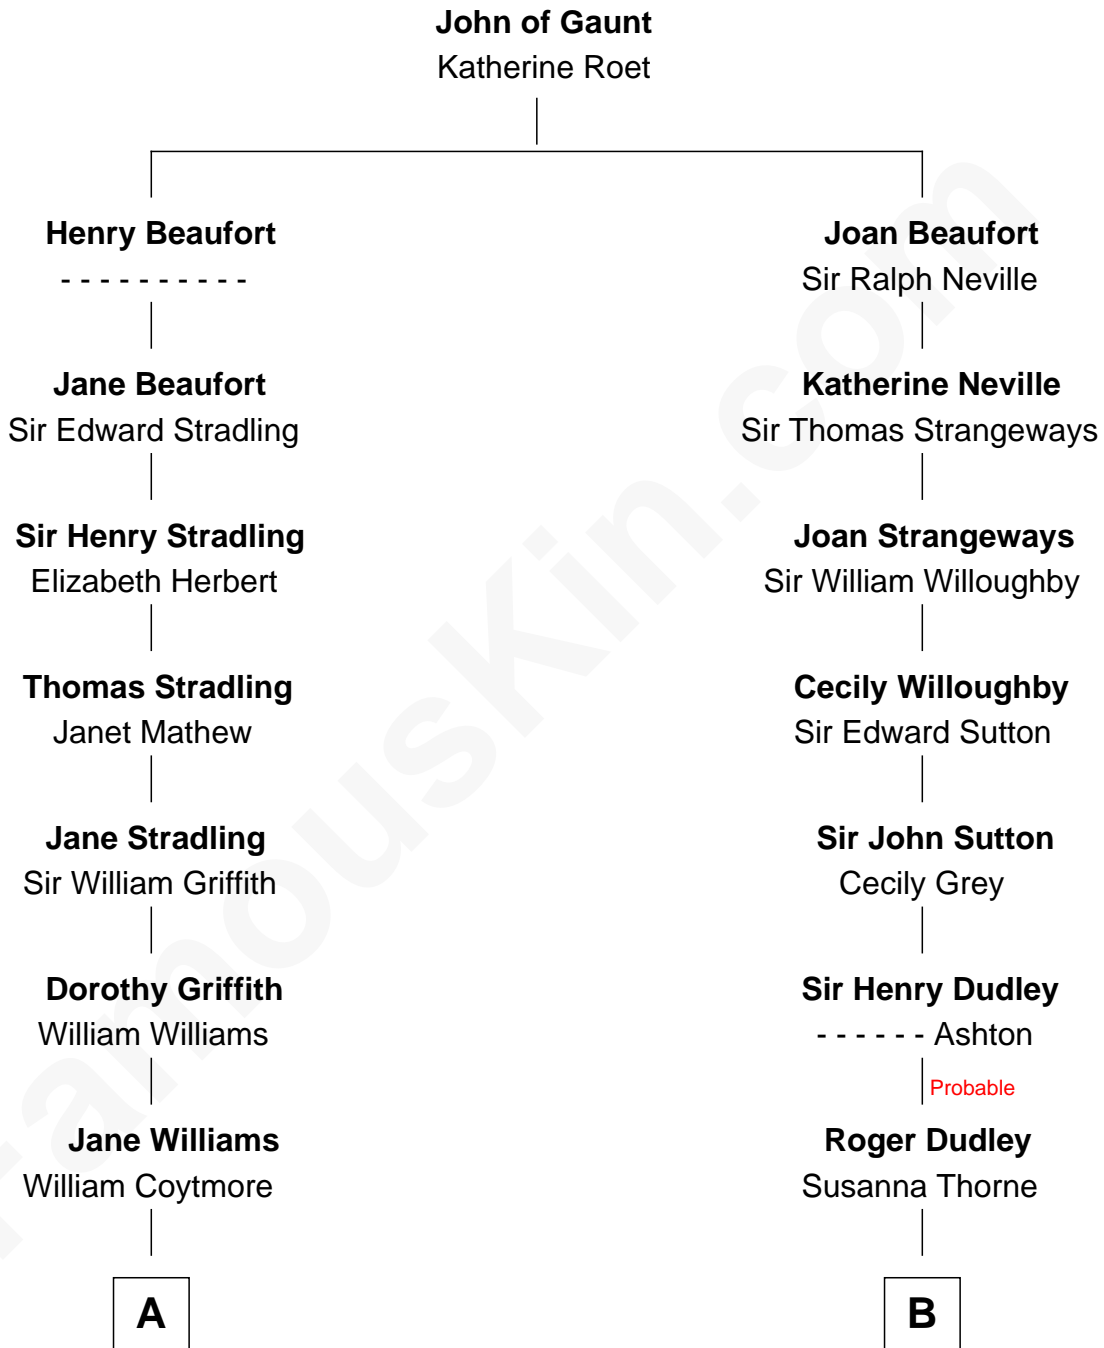 John of Gaunt
Katherine Roet
Henry Beaufort
- - - - - - - - - -
Joan Beaufort
Sir Ralph Neville
Jane Beaufort
Sir Edward Stradling
Katherine Neville
Sir Thomas Strangeways
Sir Henry Stradling
Elizabeth Herbert
Joan Strangeways
Sir William Willoughby
Thomas Stradling
Janet Mathew
Cecily Willoughby
Sir Edward Sutton
Jane Stradling
Sir William Griffith
Sir John Sutton
Cecily Grey
Dorothy Griffith
William Williams
Sir Henry Dudley
- - - - - - Ashton
Probable
Jane Williams
William Coytmore
Roger Dudley
Susanna Thorne
A
B
FamousKin.com